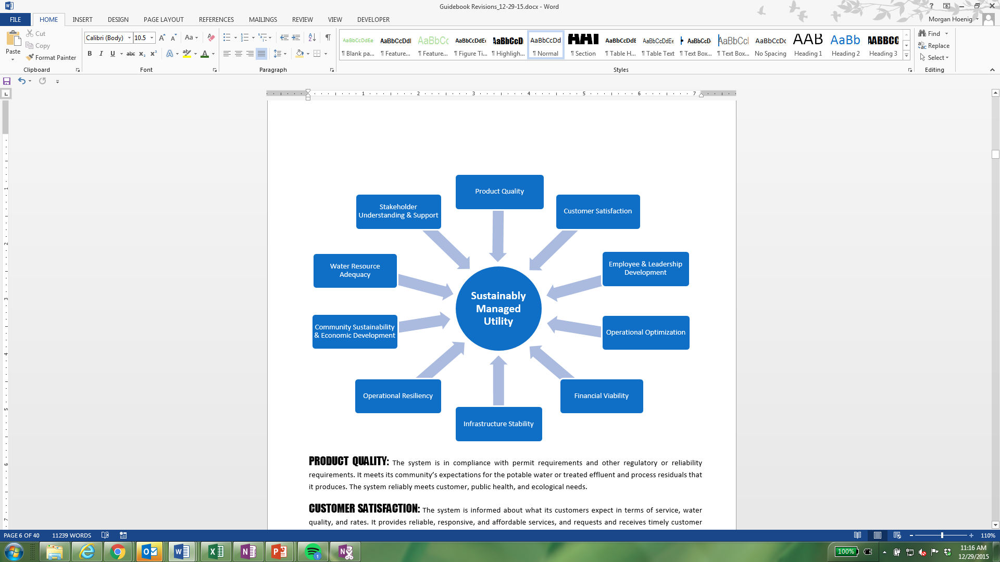 Guidebook Revisions_12-29-15.docx - Word
FILE HOME INSERT DESIGN PAGE LAYOUT REFERENCES MAILINGS REVIEW VIEW DEVELOPER
Morgan Hoenig
Paste
Cut
Copy
Format Painter
Clipboard
Calibri (Body) 10.5
Font
Paragraph
AaBbCcDdEe AaBbCcDdI AaBbCc AaBbCcDdEe AaBbCcD AaBbCcDd AaBbCcDdE AaBbCcDdEe AaBbCcDc AaBbCcI AaBbCcDc AAB AaBb AABBCC
¶ Blank pa... ¶ Feature... ¶ Feature... ¶ Figure Ti... ¶ Highligh... ¶ Normal ¶ Section ¶ Table H... ¶ Table Text ¶ Text Box... ¶ Text Box... No Spacing Heading 1 Heading 2 Heading 3
Styles
Find
Replace
Select
Editing
1 2 3 4 5 6 7
Product Quality
Stakeholder
Understanding & Support
Customer Satisfaction
Water Resource
Adequacy
Employee & Leadership
Development
Sustainably
Managed
Utility
Community Sustainability
& Economic Development
Operational Optimization
Operational Resiliency
Financial Viability
Infrastructure Stability
PRODUCT QUALITY: The system is in compliance with permit requirements and other regulatory or reliability
requirements. It meets its community’s expectations for the potable water or treated effluent and process residuals that
it produces. The system reliably meets customer, public health, and ecological needs.
CUSTOMER SATISFACTION: The system is informed about what its customers expect in terms of service, water
quality, and rates. It provides reliable, responsive, and affordable services, and requests and receives timely customer
PAGE 6 OF 40 11239 WORDS
110%
100%
11:16 AM
12/29/2015